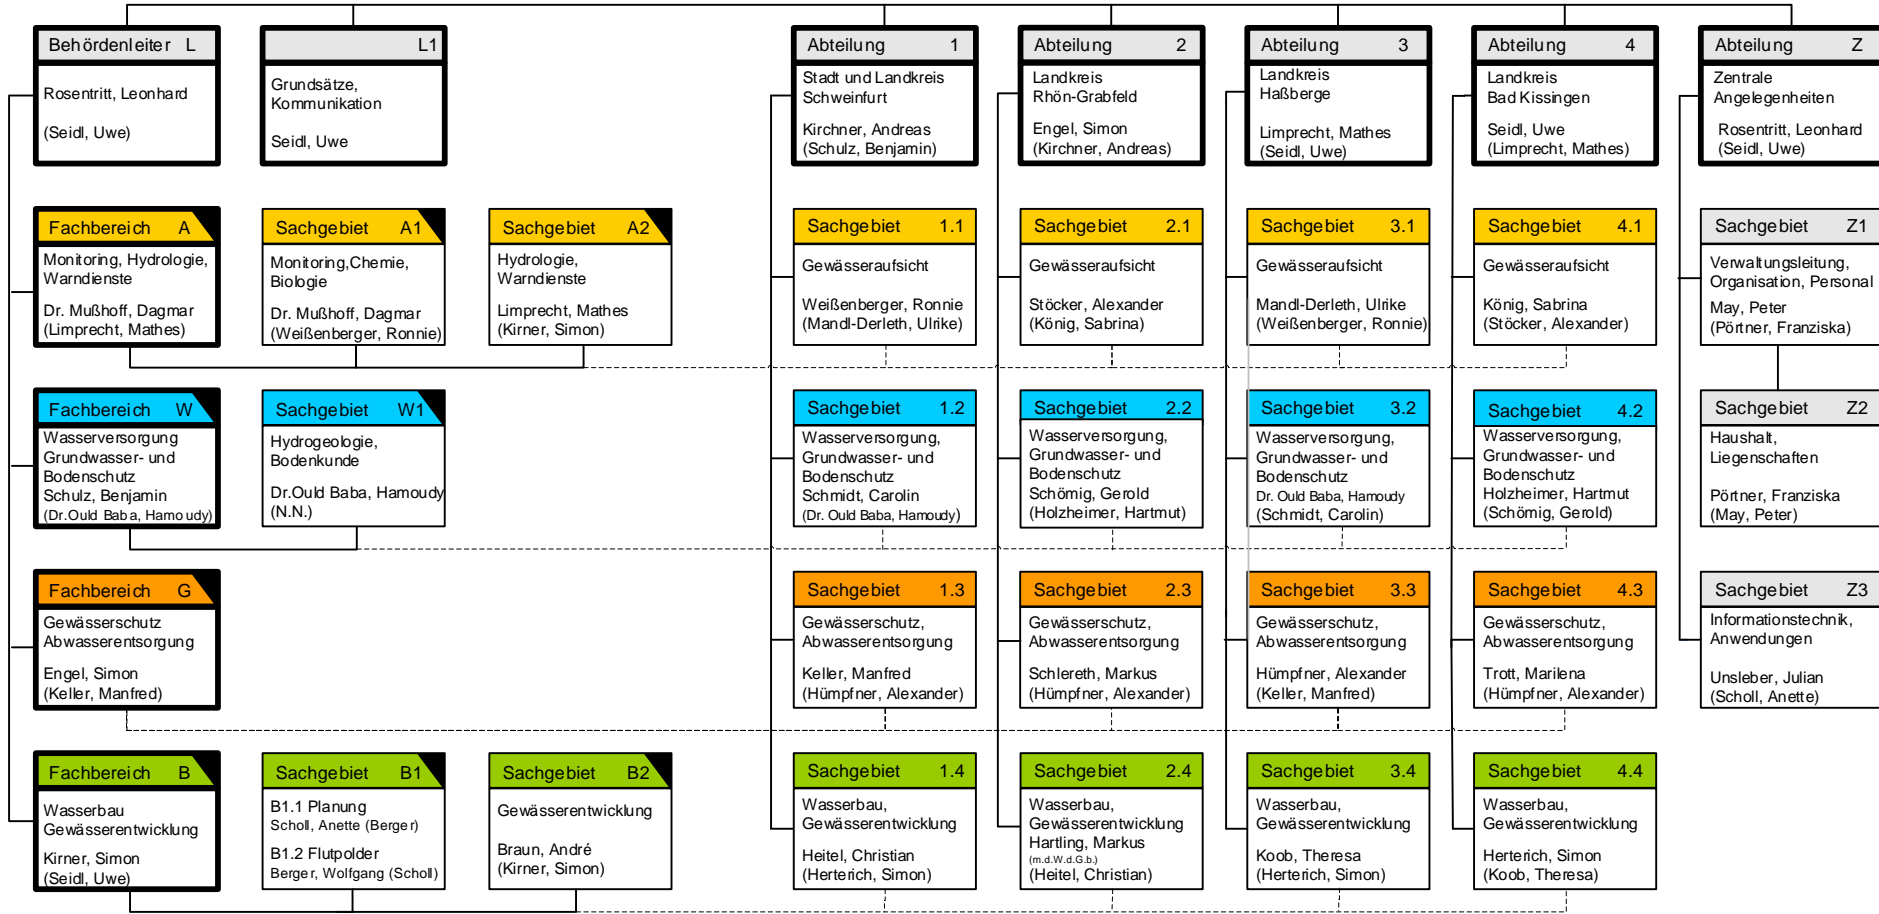 Behördenleiter L
Rosentritt, Leonhard
(Seidl, Uwe)
L1
Grundsätze,
Kommunikation
Seidl, Uwe
Abteilung 1
Stadt und Landkreis
Schweinfurt
Kirchner, Andreas
(Schulz, Benjamin)
Abteilung 2
Landkreis
Rhön-Grabfeld
Engel, Simon
(Kirchner, Andreas)
Abteilung 3
Landkreis
Haßberge
Limprecht, Mathes
(Seidl, Uwe)
Abteilung 4
Landkreis
Bad Kissingen
Seidl, Uwe
(Limprecht, Mathes)
Abteilung Z
Zentrale
Angelegenheiten
Rosentritt, Leonhard
(Seidl, Uwe)
Fachbereich A
Monitoring, Hydrologie,
Warndienste
Dr. Mußhoff, Dagmar
(Limprecht, Mathes)
Sachgebiet A1
Monitoring,Chemie,
Biologie
Dr. Mußhoff, Dagmar
(Weißenberger, Ronnie)
Sachgebiet A2
Hydrologie,
Warndienste
Limprecht, Mathes
(Kirner, Simon)
Sachgebiet 1.1
Gewässeraufsicht
Weißenberger, Ronnie
(Mandl-Derleth, Ulrike)
Sachgebiet 2.1
Gewässeraufsicht
Stöcker, Alexander
(König, Sabrina)
Sachgebiet 3.1
Gewässeraufsicht
Mandl-Derleth, Ulrike
(Weißenberger, Ronnie)
Sachgebiet 4.1
Gewässeraufsicht
König, Sabrina
(Stöcker, Alexander)
Sachgebiet Z1
Verwaltungsleitung,
Organisation, Personal
May, Peter
(Pörtner, Franziska)
Fachbereich W
Wasserversorgung
Grundwasser- und
Bodenschutz
Schulz, Benjamin
(Dr.Ould Baba, Hamoudy)
Sachgebiet W1
Hydrogeologie,
Bodenkunde
Dr.Ould Baba, Hamoudy
(N.N.)
Sachgebiet 1.2
Wasserversorgung,
Grundwasser- und
Bodenschutz
Schmidt, Carolin
(Dr. Ould Baba, Hamoudy)
Sachgebiet 2.2
Wasserversorgung,
Grundwasser- und
Bodenschutz
Schömig, Gerold
(Holzheimer, Hartmut)
Sachgebiet 3.2
Wasserversorgung,
Grundwasser- und
Bodenschutz
Dr. Ould Baba, Hamoudy
(Schmidt, Carolin)
Sachgebiet 4.2
Wasserversorgung,
Grundwasser- und
Bodenschutz
Holzheimer, Hartmut
(Schömig, Gerold)
Sachgebiet Z2
Haushalt,
Liegenschaften
Pörtner, Franziska
(May, Peter)
Fachbereich G
Gewässerschutz
Abwasserentsorgung
Engel, Simon
(Keller, Manfred)
Sachgebiet 1.3
Gewässerschutz,
Abwasserentsorgung
Keller, Manfred
(Hümpfner, Alexander)
Sachgebiet 2.3
Gewässerschutz,
Abwasserentsorgung
Schlereth, Markus
(Hümpfner, Alexander)
Sachgebiet 3.3
Gewässerschutz,
Abwasserentsorgung
Hümpfner, Alexander
(Keller, Manfred)
Sachgebiet 4.3
Gewässerschutz,
Abwasserentsorgung
Trott, Marilena
(Hümpfner, Alexander)
Sachgebiet Z3
Informationstechnik,
Anwendungen
Unsleber, Julian
(Scholl, Anette)
Fachbereich B
Wasserbau
Gewässerentwicklung
Kirner, Simon
(Seidl, Uwe)
Sachgebiet B1
B1.1 Planung
Scholl, Anette (Berger)
B1.2 Flutpolder
Berger, Wolfgang (Scholl)
Sachgebiet B2
Gewässerentwicklung
Braun, André
(Kirner, Simon)
Sachgebiet 1.4
Wasserbau,
Gewässerentwicklung
Heitel, Christian
(Herterich, Simon)
Sachgebiet 2.4
Wasserbau,
Gewässerentwicklung
Hartling, Markus
(m.d.W.d.G.b.)
(Heitel, Christian)
Sachgebiet 3.4
Wasserbau,
Gewässerentwicklung
Koob, Theresa
(Herterich, Simon)
Sachgebiet 4.4
Wasserbau,
Gewässerentwicklung
Herterich, Simon
(Koob, Theresa)